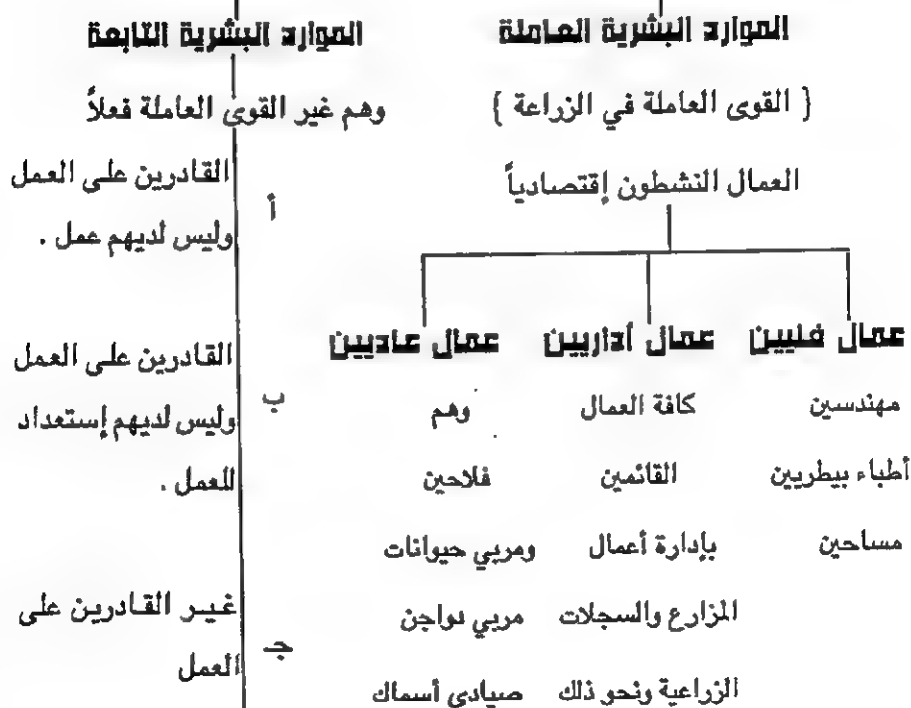 الموارد البشرية العاملة
{ القوى العاملة في الزراعة }
العمال النشطون إقتصادياً
عمال فنيين
مهندسين
أطباء بيطريين
مساحين
عمال أداريين
كافة العمال
القائمين
بإدارة أعمال
المزارع والسجلات
الزراعية ونحو ذلك
عمال عاديين
وهم
فلاحين
ومربي حيوانات
مربي دواجن
صيادي أسماك
الموارد البشرية التابعة
وهم غير القوى العاملة فعلاً
أ
القادرين على العمل
وليس لديهم عمل .
ب
القادرين على العمل
وليس لديهم إستعداد
للعمل .
جـ
غير القادرين على
العمل